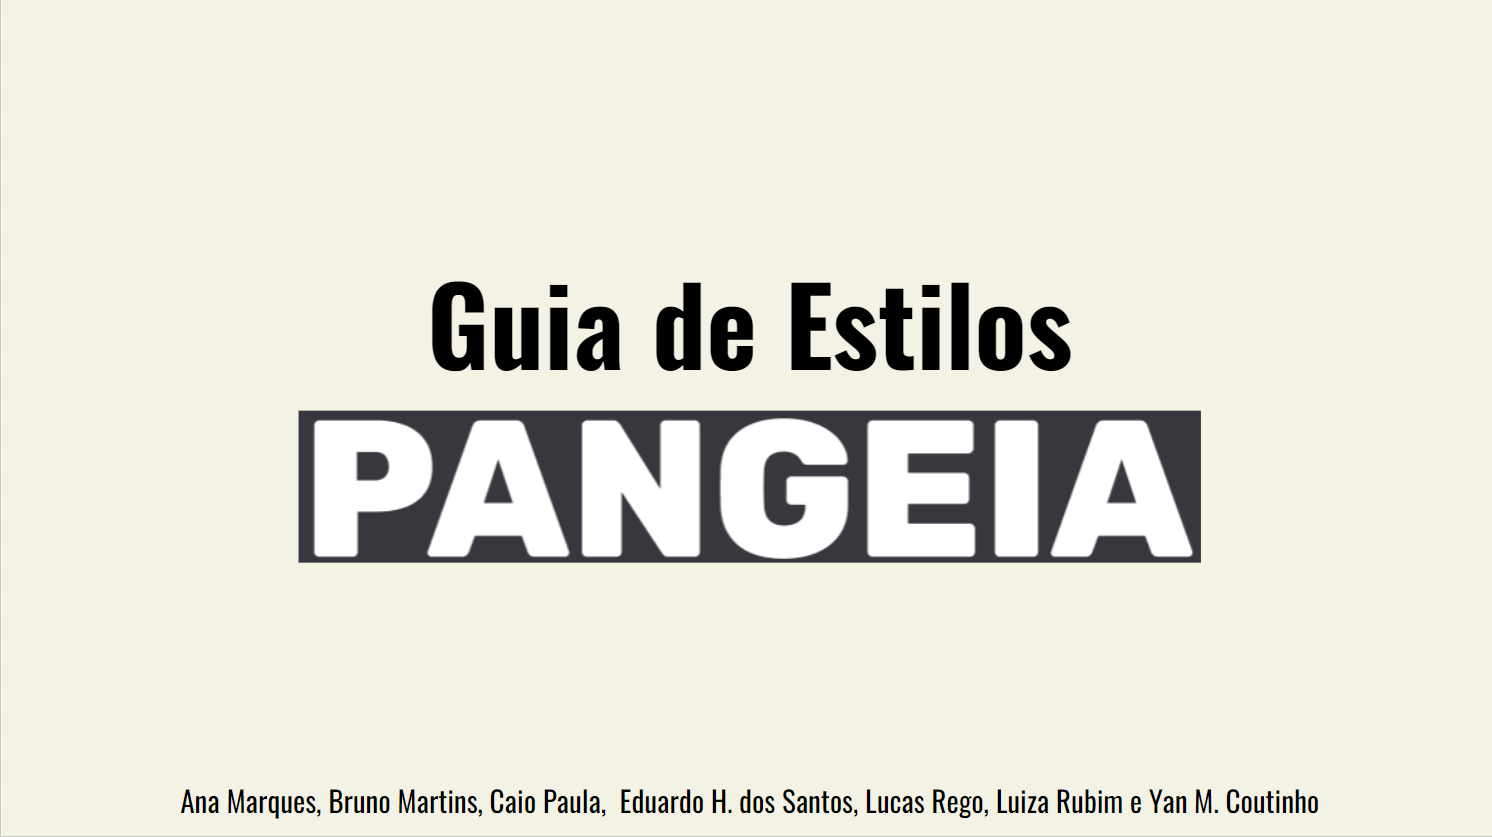 Guia de Estilos
PANGEIA
Ana Marques, Bruno Martins, Caio Paula, Eduardo H. dos Santos, Lucas Rego, Luiza Rubim e Yan M. Coutinho